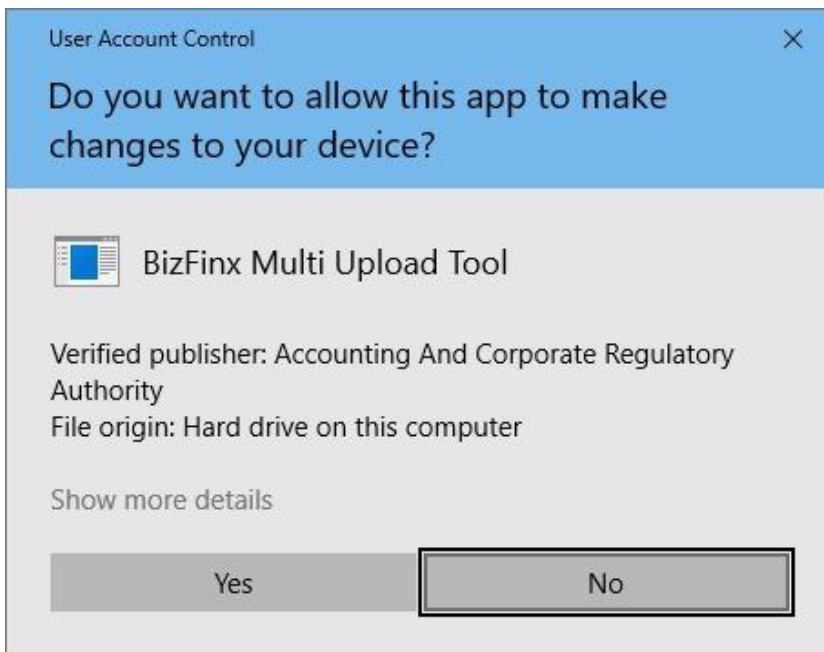 User Account Control
Do you want to allow this app to make
changes to your device?
BizFinx Multi Upload Tool
Verified publisher: Accounting And Corporate Regulatory
Authority
File origin: Hard drive on this computer
Show more details
Yes
No